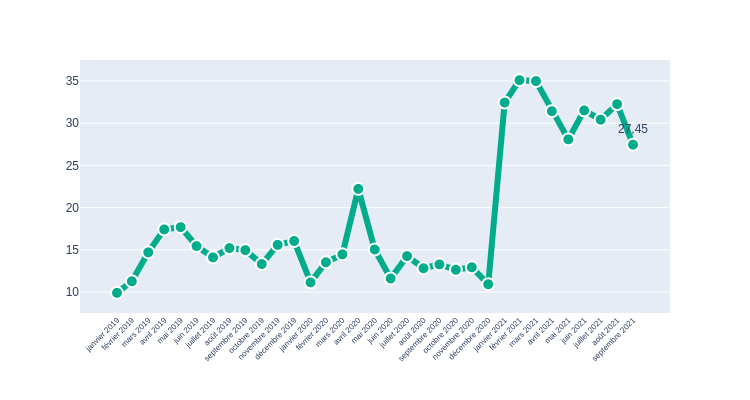 35
30
25
20
15
10
27.45
janvier 2019
février 2019
mars 2019
avril 2019
mai 2019
juin 2019
juillet 2019
août 2019
septembre 2019
octobre 2019
novembre 2019
décembre 2019
janvier 2020
février 2020
mars 2020
avril 2020
mai 2020
juin 2020
juillet 2020
août 2020
septembre 2020
octobre 2020
novembre 2020
décembre 2020
janvier 2021
février 2021
mars 2021
avril 2021
mai 2021
juin 2021
juillet 2021
août 2021
septembre 2021